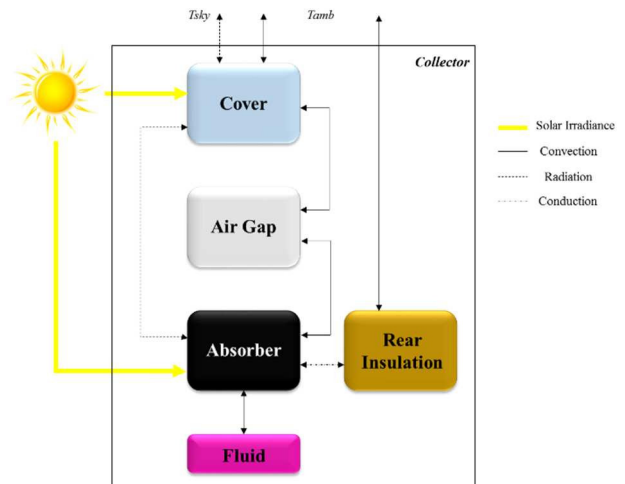 Tsky
Tamb
Collector
Cover
Solar Irradiance
Convection
Radiation
Conduction
Air Gap
Absorber
Rear
Insulation
Fluid